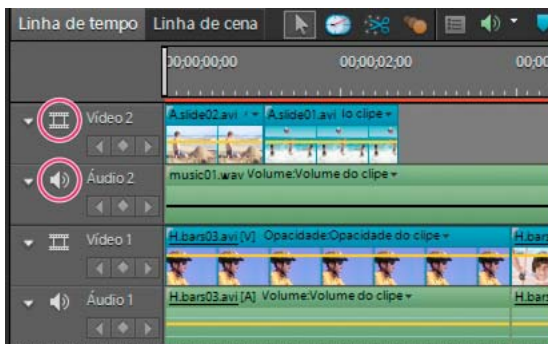 Linha de tempo Linha de cena
00;00;00;00 00;00;02;00 00;00
Vídeo 2 A.slide02.avi A.slide01.avi lo clipe
Áudio 2 music01.wav Volume:Volume do clipe
Vídeo 1 H.bars03.avi [V] Opacidade:Opacidade do clipe H.bar
Áudio 1 H.bars03.avi [A] Volume:Volume do clipe H.bars